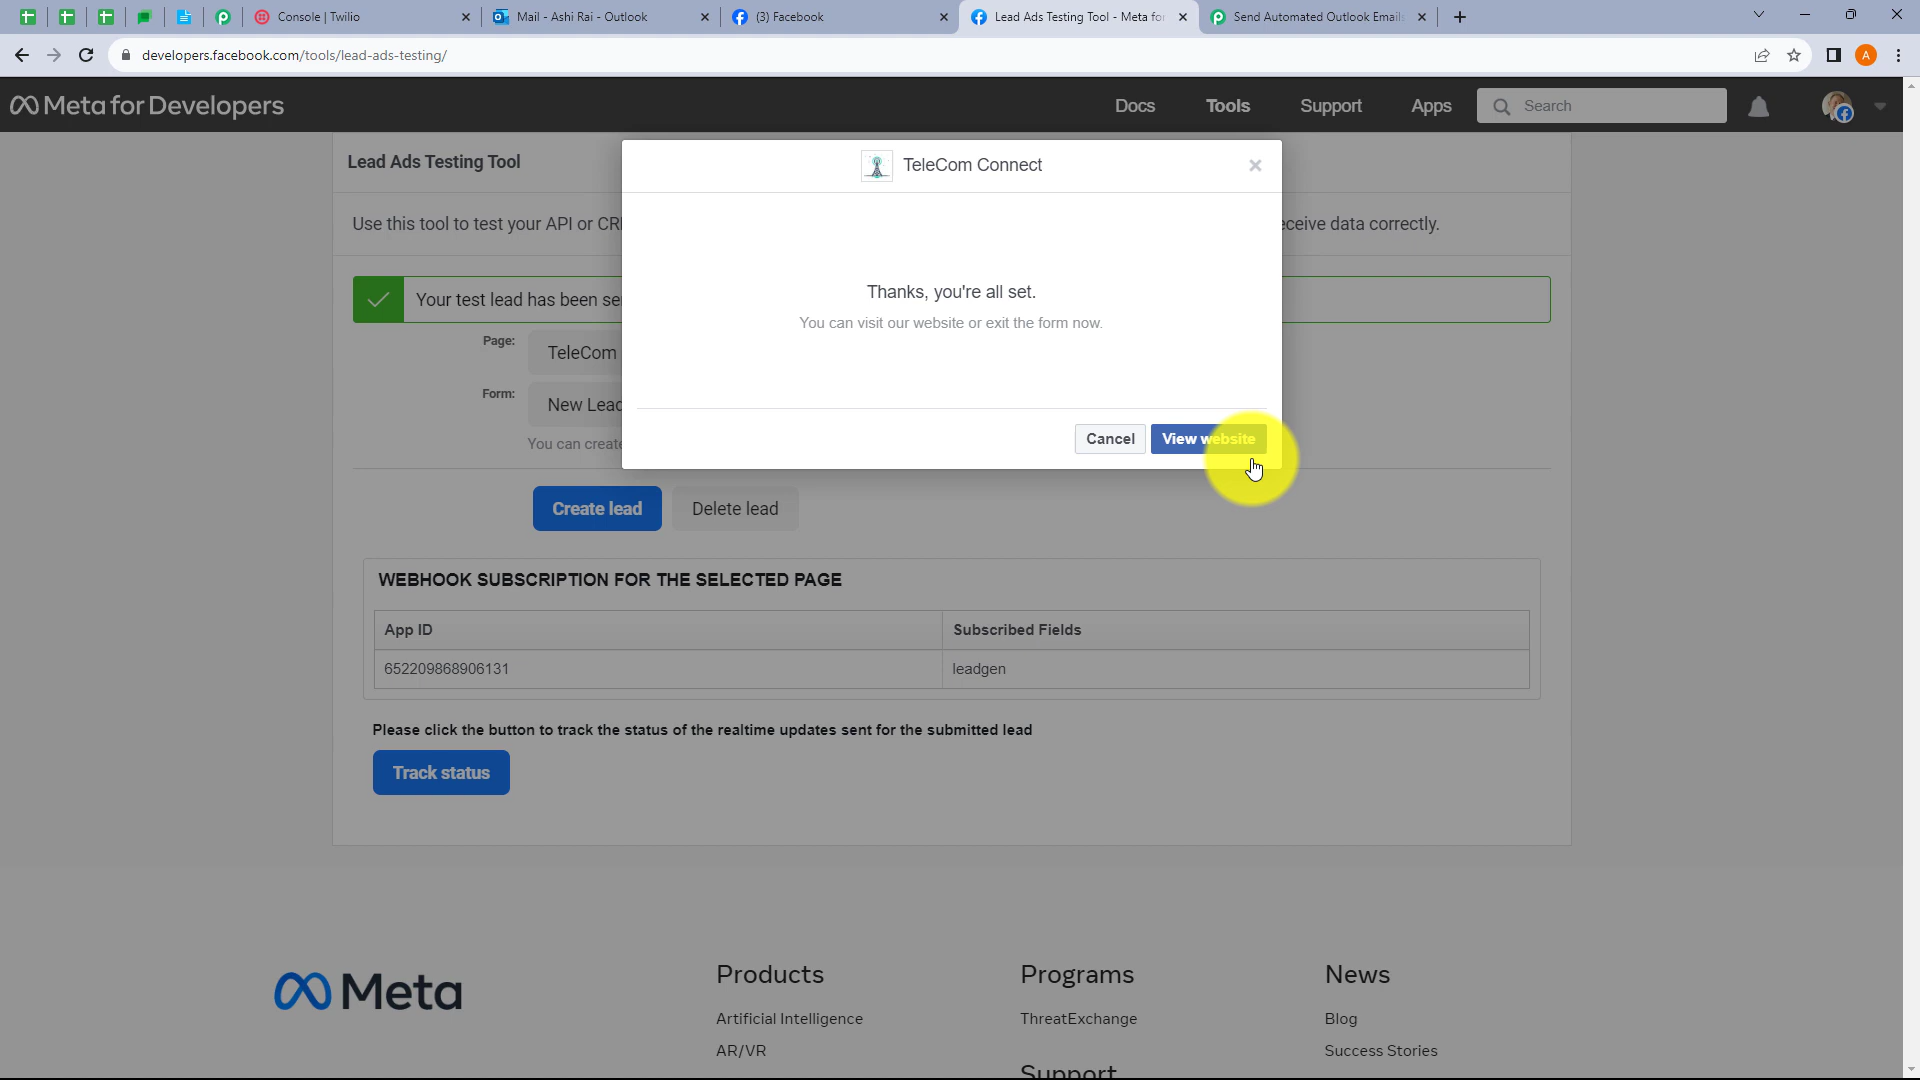 Console | Twilio
Mail - Ashi Rai - Outlook
(3) Facebook
Lead Ads Testing Tool - Meta for
Send Automated Outlook Emails
developers.facebook.com/tools/lead-ads-testing/
A
Meta for Developers
Docs
Tools
Support
Apps
Search
Lead Ads Testing Tool
TeleCom Connect
Use this tool to test your API or CR
eceive data correctly.
Thanks, you're all set.
You can visit our website or exit the form now.
Your test lead has been se
Page:
TeleCom
Form:
New Lead
You can create
Cancel
View website
Create lead
Delete lead
WEBHOOK SUBSCRIPTION FOR THE SELECTED PAGE
App ID
Subscribed Fields
652209868906131
leadgen
Please click the button to track the status of the realtime updates sent for the submitted lead
Track status
Meta
Products
Programs
News
Artificial Intelligence
ThreatExchange
Blog
AR/VR
Success Stories
Support